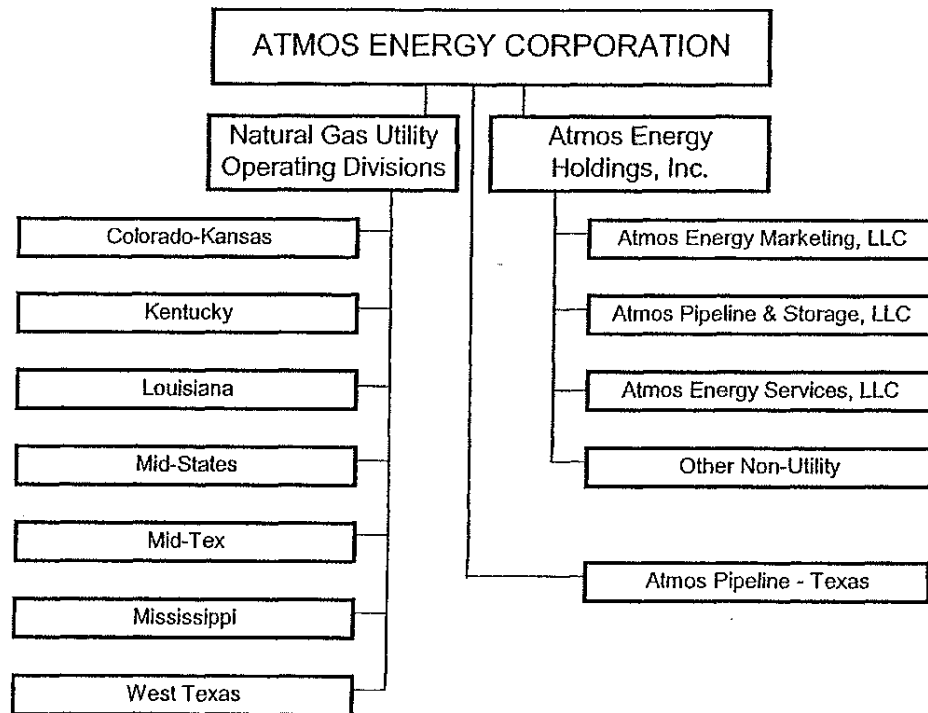 ATMOS ENERGY CORPORATION
Natural Gas Utility
Operating Divisions
Colorado-Kansas
Kentucky
Louisiana
Mid-States
Mid-Tex
Mississippi
West Texas
Atmos Energy
Holdings, Inc.
Atmos Energy Marketing, LLC
Atmos Pipeline & Storage, LLC
Atmos Energy Services, LLC
Other Non-Utility
Atmos Pipeline - Texas